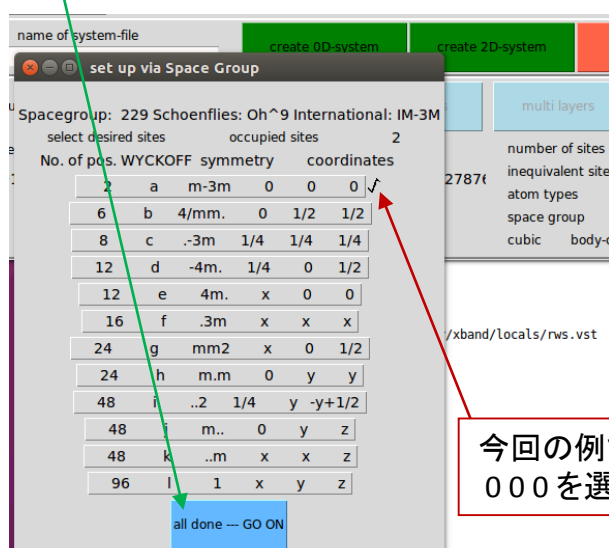 name of system-file
create 0D-system create 2D-system
set up via Space Group
multi layers
Spacegroup: 229 Schoenflies: Oh^9 International: IM-3M
select desired sites occupied sites 2
No. of pos. WYCKOFF symmetry coordinates
2 a m-3m 0 0 0 √
6 b 4/mm. 0 1/2 1/2
8 c .-3m 1/4 1/4 1/4
12 d -4m. 1/4 0 1/2
12 e 4m. x 0 0
16 f .3m x x x
24 g mm2 x 0 1/2
24 h m.m 0 y y
48 i ..2 1/4 y -y+1/2
48 j m.. 0 y z
48 k ..m x x z
96 l 1 x y z
all done --- GO ON
number of sites
inequivalent site
atom types
space group
cubic body-
/xband/locals/rws.vst
今回の例
000を選